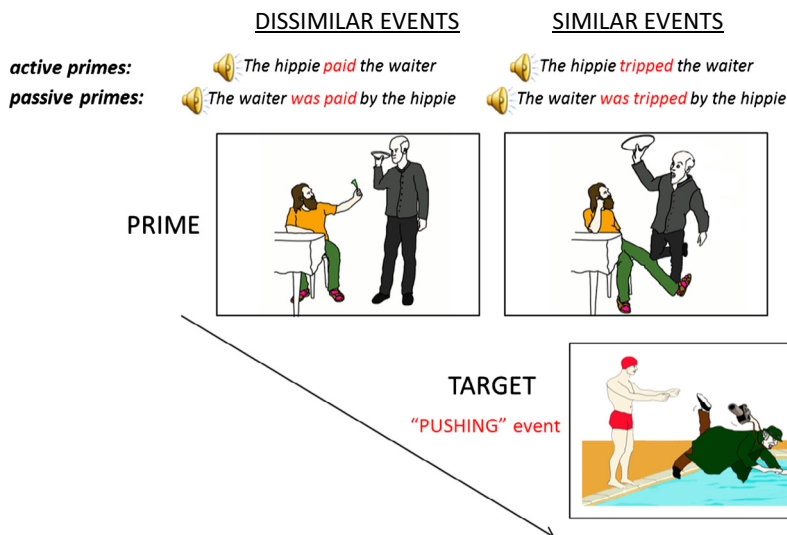 DISSIMILAR EVENTS SIMILAR EVENTS
active primes: The hippie paid the waiter The hippie tripped the waiter
passive primes: The waiter was paid by the hippie The waiter was tripped by the hippie
PRIME
TARGET
“PUSHING” event